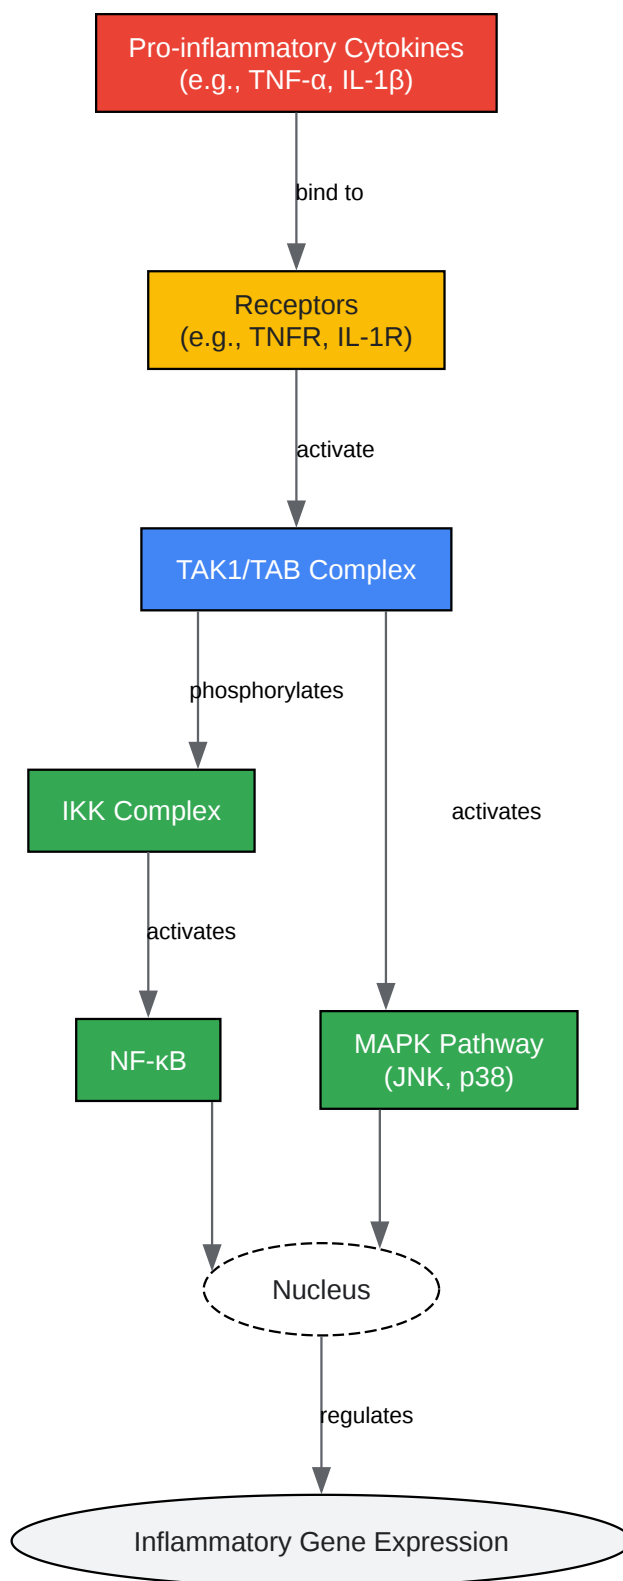 Pro-inflammatory Cytokines
(e.g., TNF-α, IL-1β)
bind to
Receptors
(e.g., TNFR, IL-1R)
activate
TAK1/TAB Complex
phosphorylates
IKK Complex
activates
activates
NF-κB
MAPK Pathway
(JNK, p38)
Nucleus
regulates
Inflammatory Gene Expression